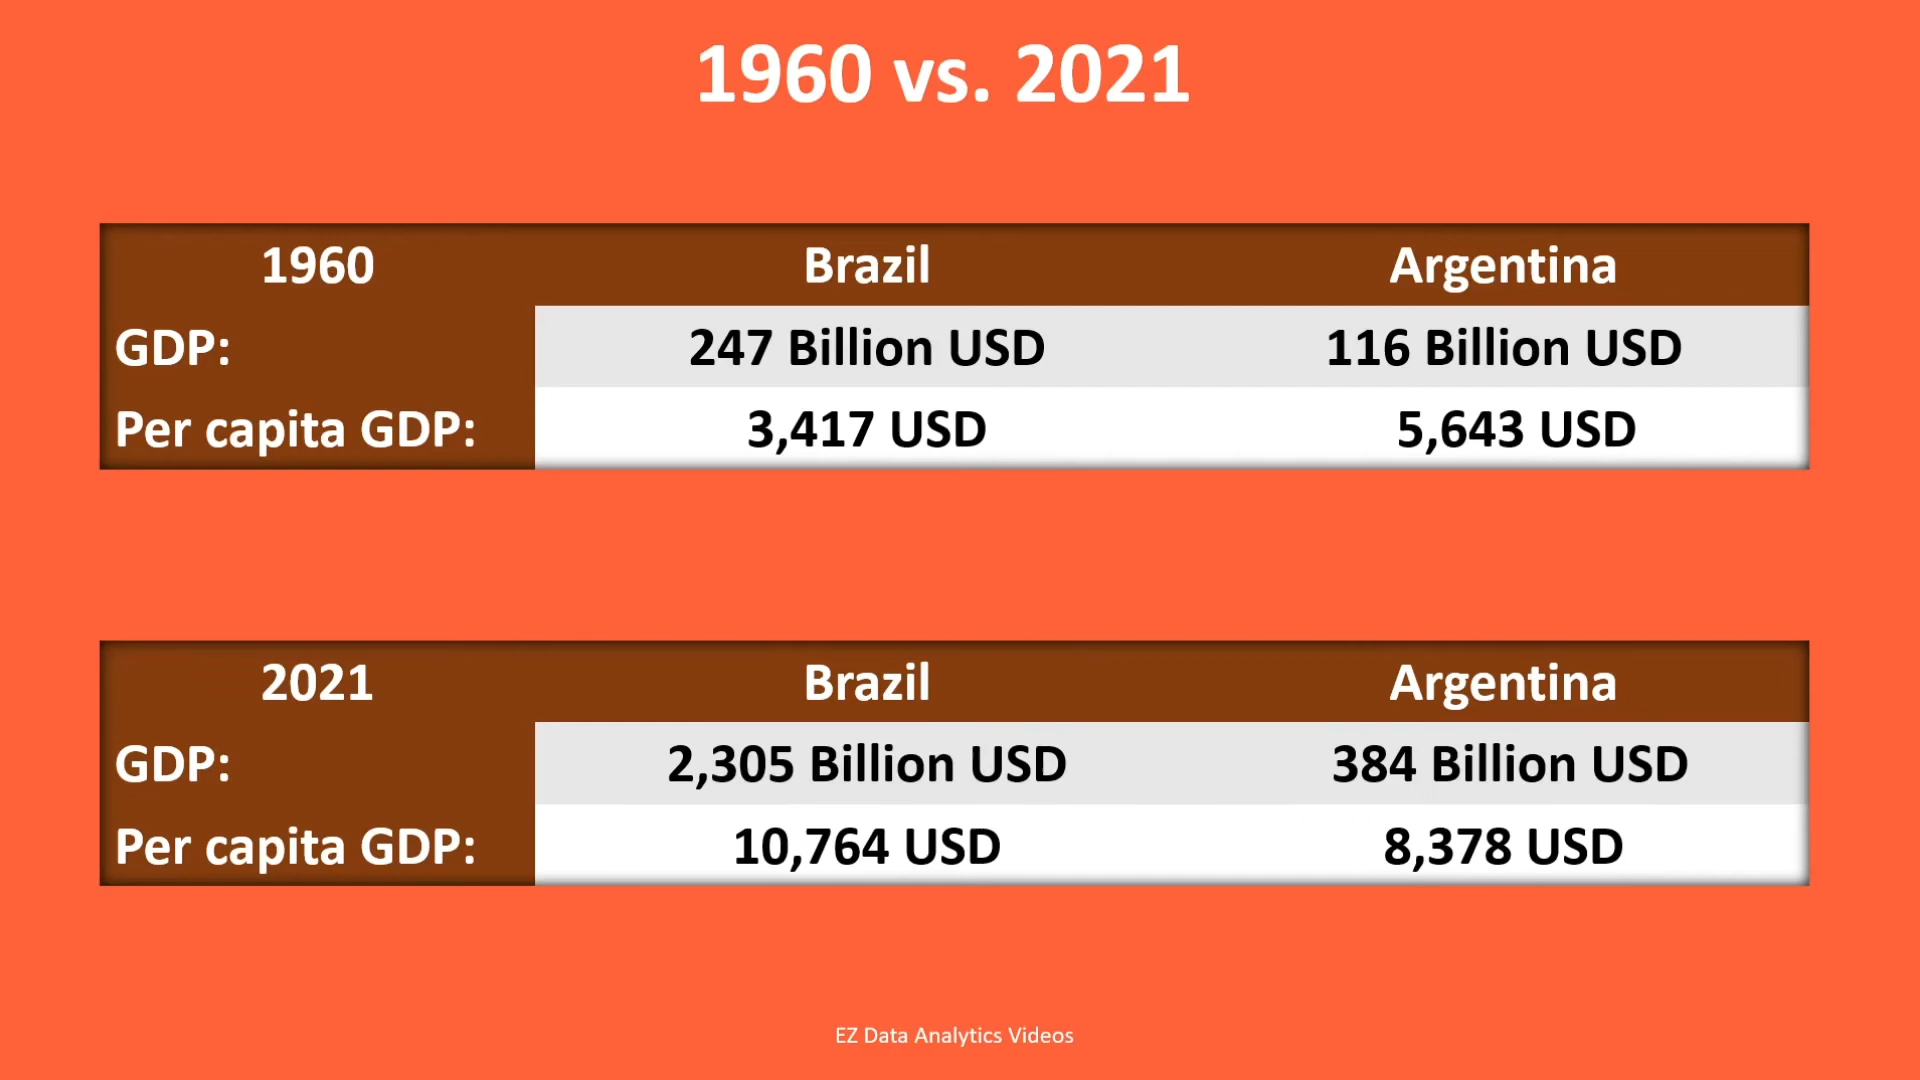 1960 vs. 2021
1960 Brazil Argentina
GDP: 247 Billion USD 116 Billion USD
Per capita GDP: 3,417 USD 5,643 USD
2021 Brazil Argentina
GDP: 2,305 Billion USD 384 Billion USD
Per capita GDP: 10,764 USD 8,378 USD
EZ Data Analytics Videos